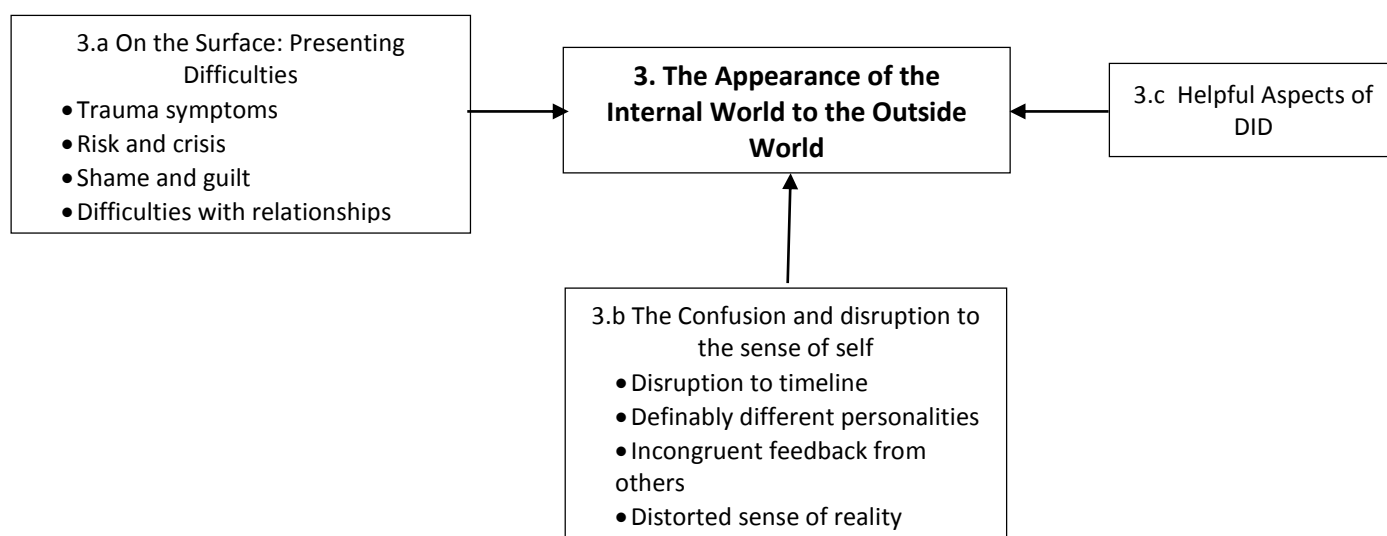 3.a On the Surface: Presenting
Difficulties
•Trauma symptoms
•Risk and crisis
•Shame and guilt
•Difficulties with relationships
3. The Appearance of the
Internal World to the Outside
World
3.c Helpful Aspects of
DID
3.b The Confusion and disruption to
the sense of self
•Disruption to timeline
•Definably different personalities
•Incongruent feedback from
others
•Distorted sense of reality